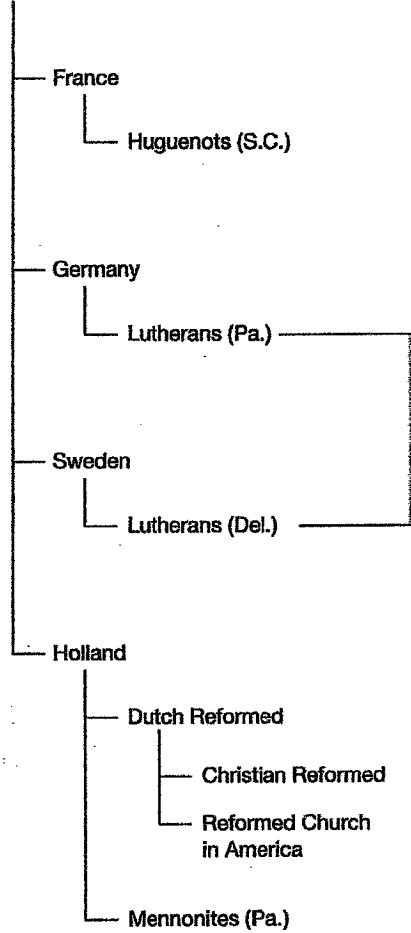 France
Huguenots (S.C.)
Germany
Lutherans (Pa.)
Sweden
Lutherans (Del.)
Holland
Dutch Reformed
Christian Reformed
Reformed Church
in America
Mennonites (Pa.)